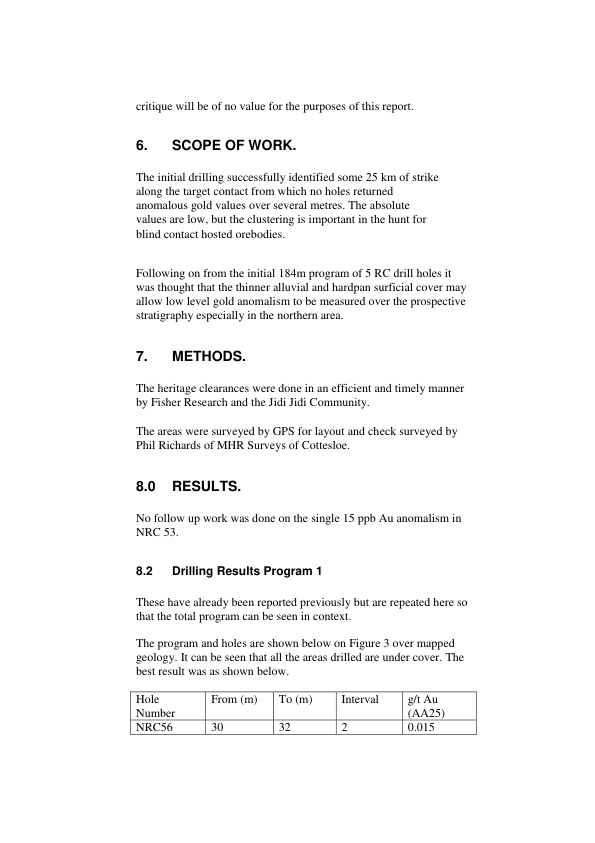 critique will be of no value for the purposes of this report.
6. SCOPE OF WORK.
The initial drilling successfully identified some 25 km of strike
along the target contact from which no holes returned
anomalous gold values over several metres. The absolute
values are low, but the clustering is important in the hunt for
blind contact hosted orebodies.
Following on from the initial 184m program of 5 RC drill holes it
was thought that the thinner alluvial and hardpan surficial cover may
allow low level gold anomalism to be measured over the prospective
stratigraphy especially in the northern area.
7. METHODS.
The heritage clearances were done in an efficient and timely manner
by Fisher Research and the Jidi Jidi Community.
The areas were surveyed by GPS for layout and check surveyed by
Phil Richards of MHR Surveys of Cottesloe.
8.0 RESULTS.
No follow up work was done on the single 15 ppb Au anomalism in
NRC 53.
8.2 Drilling Results Program 1
These have already been reported previously but are repeated here so
that the total program can be seen in context.
The program and holes are shown below on Figure 3 over mapped
geology. It can be seen that all the areas drilled are under cover. The
best result was as shown below.
Hole From (m) To (m) Interval g/t Au
Number (AA25)
NRC56 30 32 2 0.015